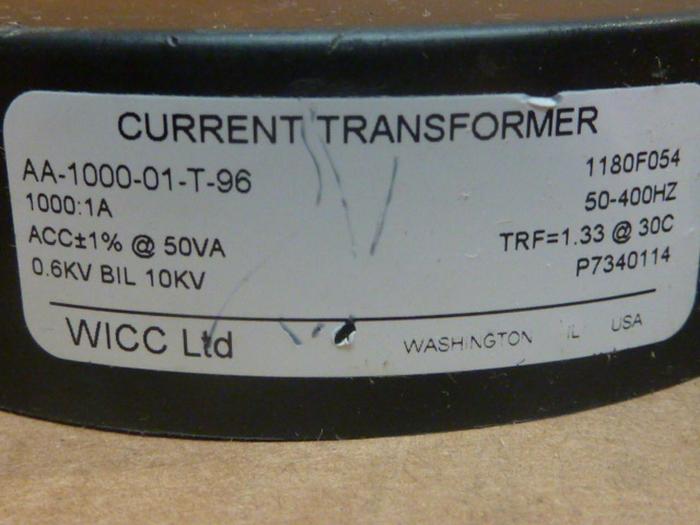 CURRENT TRANSFORMER
AA-1000-01-T-96 1180F054
1000:1A 50-400HZ
ACC±1% @ 50VA TRF=1.33 @ 30C
0.6KV BIL 10KV P7340114
WICC Ltd WASHINGTON IL USA